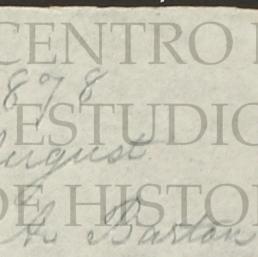 CENTRO
1878
ESTUDIO
August
DE HISTO
A. Barton